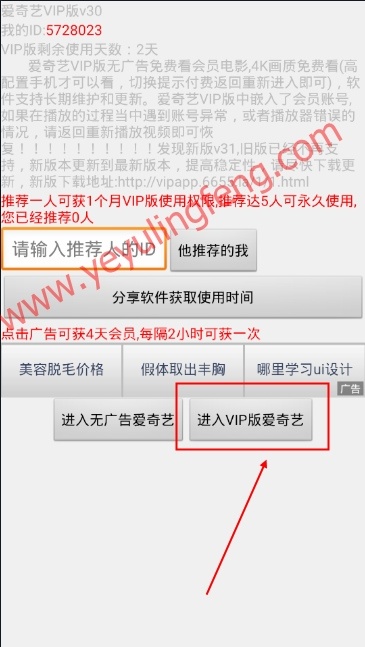 爱奇艺VIP版v30
我的ID:5728023
VIP版剩余使用天数：2天
爱奇艺VIP版无广告免费看会员电影,4K画质免费看(高
配置手机才可以看，切换提示付费返回重新进入即可)，软
件支持长期维护和更新。爱奇艺VIP版中嵌入了会员账号,
如果在播放的过程当中遇到账号异常，或者播放器错误的
情况，请返回重新播放视频即可恢
复！！！！！！！！！！发现新版v31,旧版已经不再支
持，新版本更新到最新版本，提高稳定性，请尽快下载更
新，新版下载地址:http://vipapp.6655.la/1/1.html
推荐一人可获1个月VIP版使用权限,推荐达5人可永久使用,
您已经推荐0人
请输入推荐人的ID
他推荐的我
分享软件获取使用时间
点击广告可获4天会员,每隔2小时可获一次
美容脱毛价格
假体取出丰胸
哪里学习ui设计
广告
进入无广告爱奇艺
进入VIP版爱奇艺
www.yeyulingfeng.com